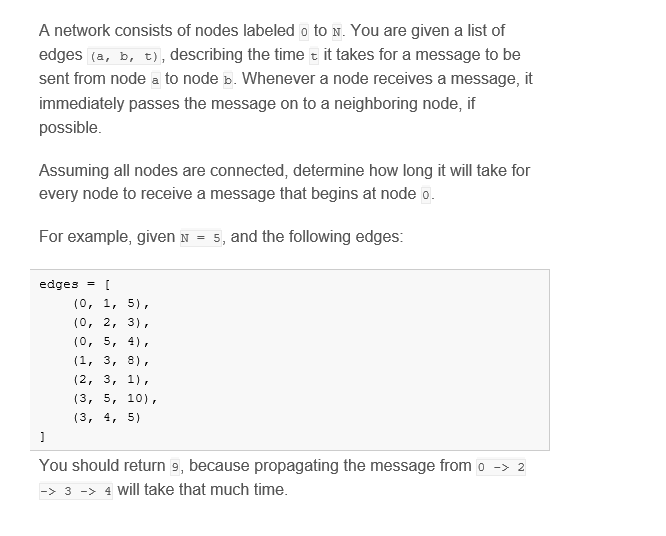 A network consists of nodes labeled 0 to N. You are given a list of
edges (a, b, t), describing the time t it takes for a message to be
sent from node a to node b. Whenever a node receives a message, it
immediately passes the message on to a neighboring node, if
possible.
Assuming all nodes are connected, determine how long it will take for
every node to receive a message that begins at node 0.
For example, given N = 5, and the following edges:
edges = [
    (0, 1, 5),
    (0, 2, 3),
    (0, 5, 4),
    (1, 3, 8),
    (2, 3, 1),
    (3, 5, 10),
    (3, 4, 5)
]
You should return 9, because propagating the message from 0 -> 2
-> 3 -> 4 will take that much time.